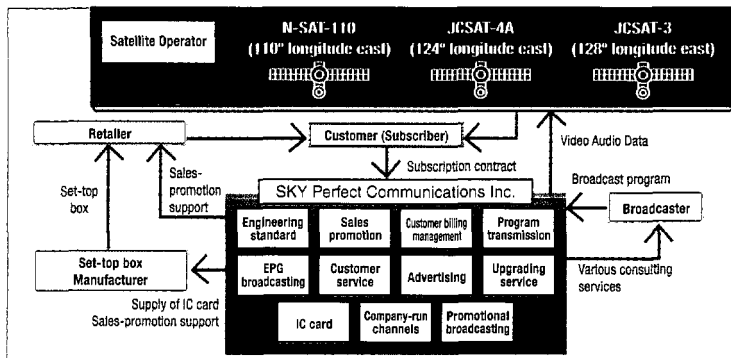 Satellite Operator
N-SAT-110
(110° longitude east)
JCSAT-4A
(124° longitude east)
JCSAT-3
(128° longitude east)
Retailer
Customer (Subscriber)
Video Audio Data
Subscription contract
Set-top
box
Sales-
promotion
support
SKY Perfect Communications Inc.
Broadcast program
Broadcaster
Engineering
standard
Sales
promotion
Customer billing
management
Program
transmission
Set-top box
Manufacturer
EPG
broadcasting
Customer
service
Advertising
Upgrading
service
Various consulting
services
Supply of IC card
Sales-promotion support
IC card
Company-run
channels
Promotional
broadcasting